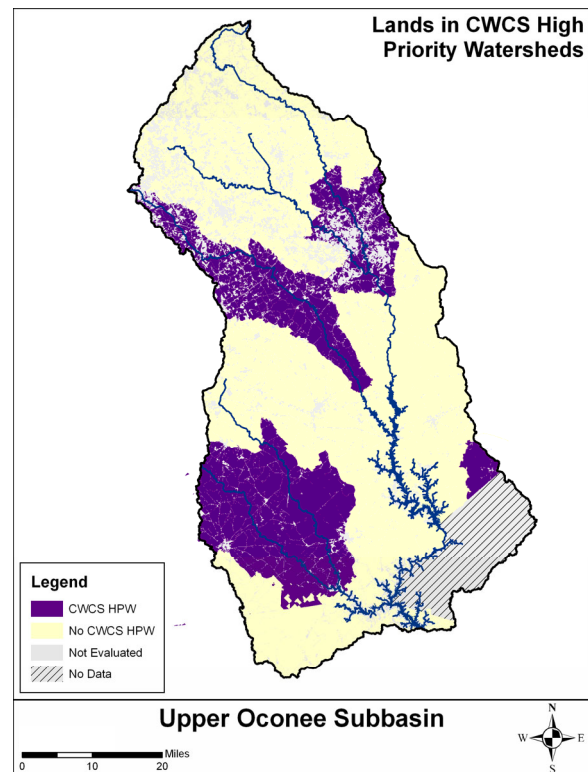 Lands in CWCS High
Priority Watersheds
Legend
CWCS HPW
No CWCS HPW
Not Evaluated
No Data
Upper Oconee Subbasin
N
W E
S
Miles
0 10 20